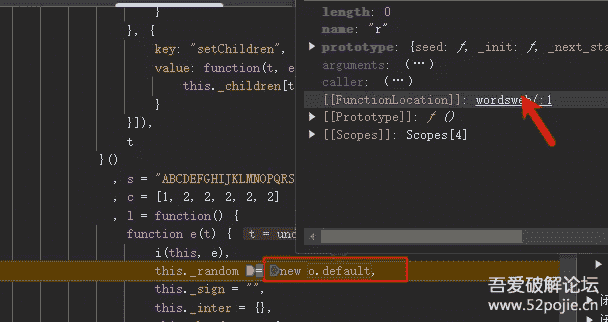 }
}, {
key: "setChildren",
value: function(t, e
this._children[t
}
}]),
t
}()
, s = "ABCDEFGHIJKLMNOPQRS
, c = [1, 2, 2, 2, 2, 2]
, l = function() {
function e(t) { t = unc
i(this, e),
this._random = new o.default,
this._sign = "",
this._inter = {},
length: 0
name: "r"
▶ prototype: {seed: ƒ, _init: ƒ, _next_sta
arguments: (…)
caller: (…)
[[FunctionLocation]]: wordsweb/:1
▶ [[Prototype]]: ƒ ()
▶ [[Scopes]]: Scopes[4]
吾爱破解论坛
www.52pojie.cn